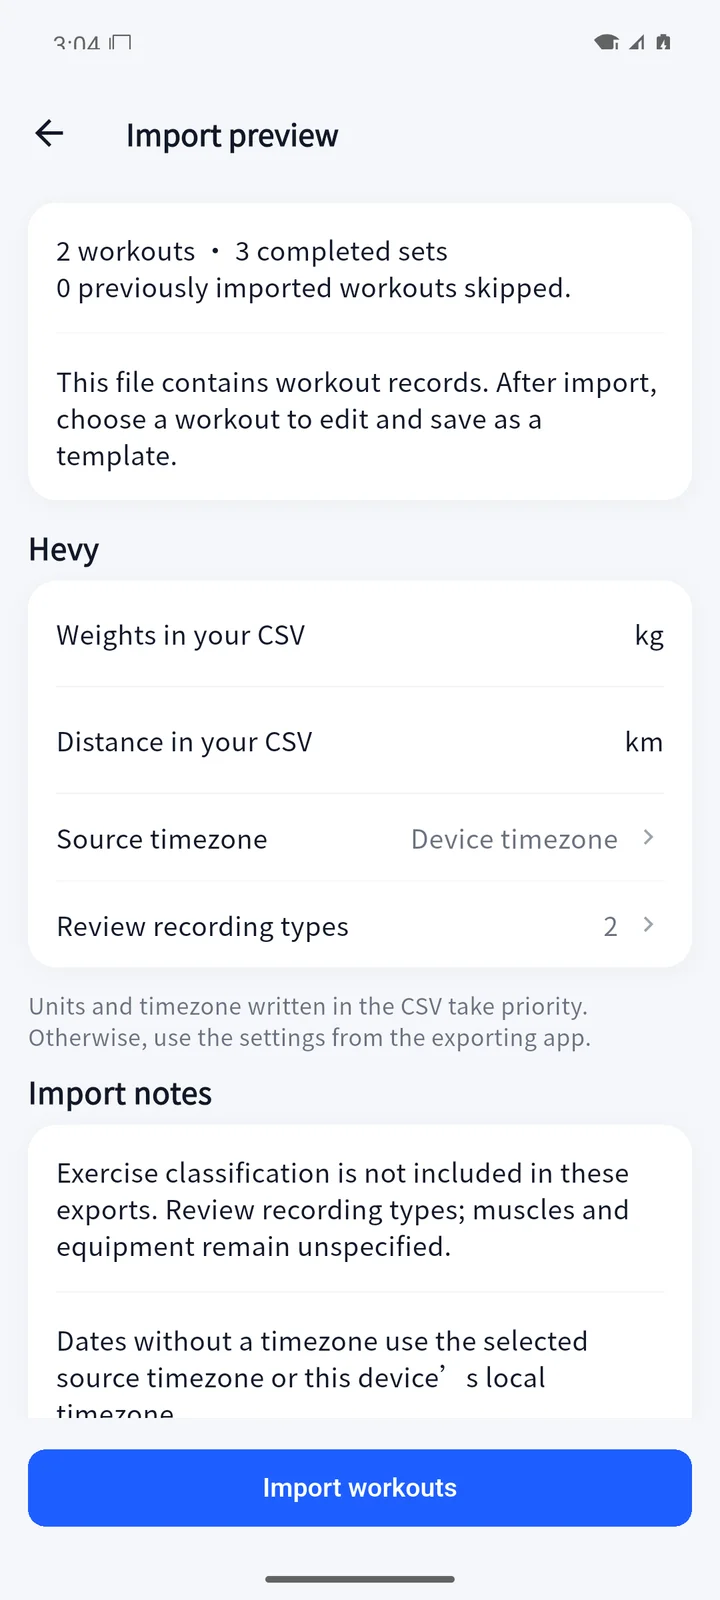 3:04
Import preview
2 workouts • 3 completed sets
0 previously imported workouts skipped.
This file contains workout records. After import,
choose a workout to edit and save as a
template.
Hevy
Weights in your CSV kg
Distance in your CSV km
Source timezone Device timezone
Review recording types 2
Units and timezone written in the CSV take priority.
Otherwise, use the settings from the exporting app.
Import notes
Exercise classification is not included in these
exports. Review recording types; muscles and
equipment remain unspecified.
Dates without a timezone use the selected
source timezone or this device’s local
timezone
Import workouts